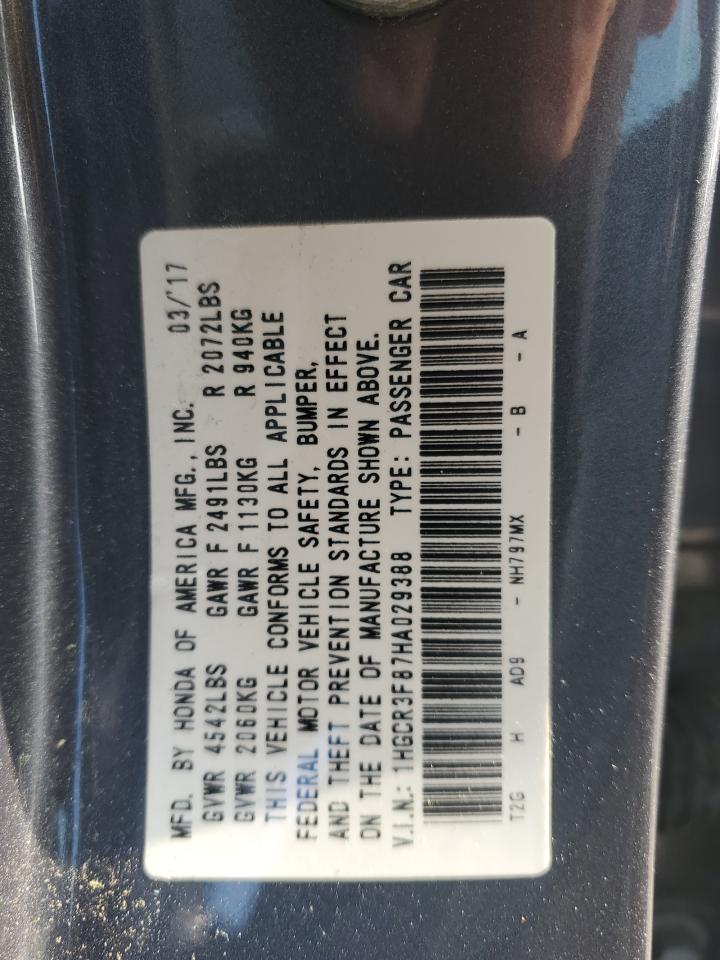 MFD. BY HONDA OF AMERICA MFG., INC. 03/'17
GVWR 4542LBS GAWR F 2491LBS R 2072LBS
GVWR 2060KG GAWR F 1130KG R 940KG
THIS VEHICLE CONFORMS TO ALL APPLICABLE
FEDERAL MOTOR VEHICLE SAFETY, BUMPER,
AND THEFT PREVENTION STANDARDS IN EFFECT
ON THE DATE OF MANUFACTURE SHOWN ABOVE.
V.I.N.: 1HGCR3F87HA029388 TYPE: PASSENGER CAR
T2G H AD9 - NH797MX - B - A